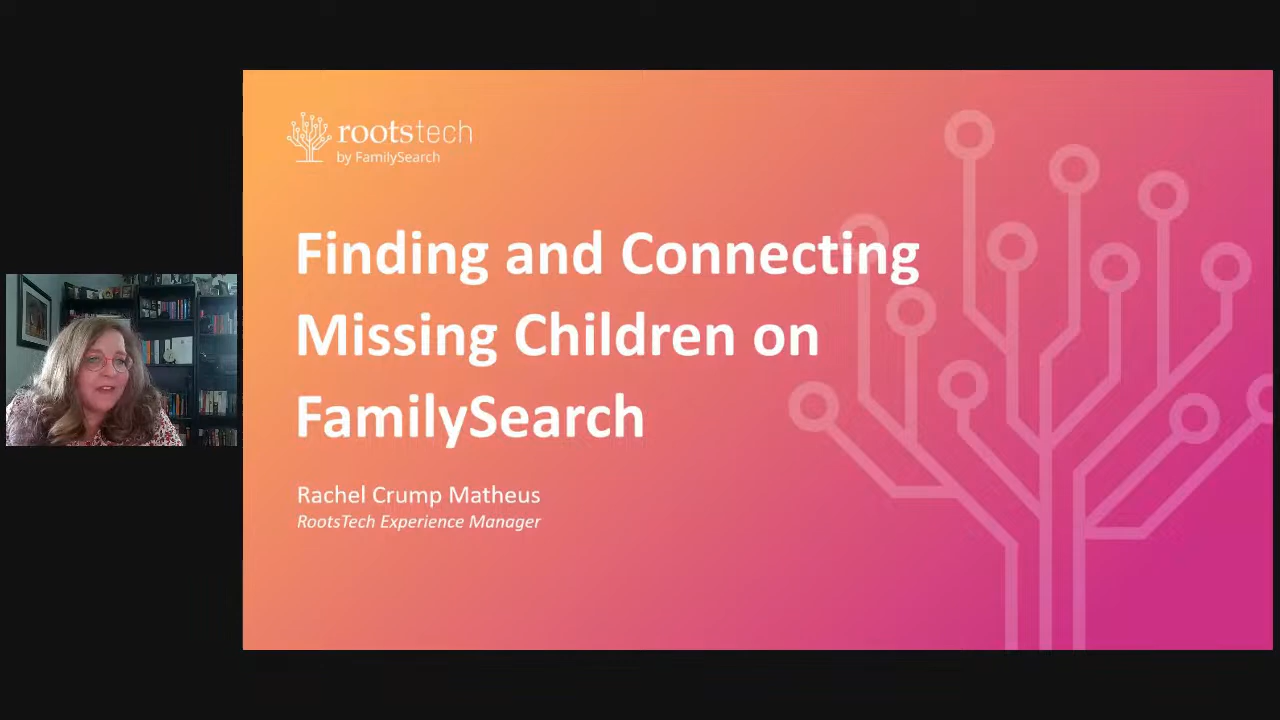 rootstech
by FamilySearch
Finding and Connecting
Missing Children on
FamilySearch
Rachel Crump Matheus
RootsTech Experience Manager